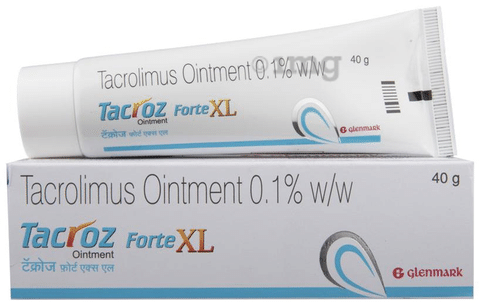 Tacrolimus Ointment 0.1% w/w
40 g
Tacroz Forte XL
Ointment
टॅक्रोज फ़ोर्ट एक्स एल
Glenmark
Tacrolimus Ointment 0.1% w/w
40 g
Tacroz Forte XL
Ointment
टॅक्रोज फ़ोर्ट एक्स एल
Glenmark